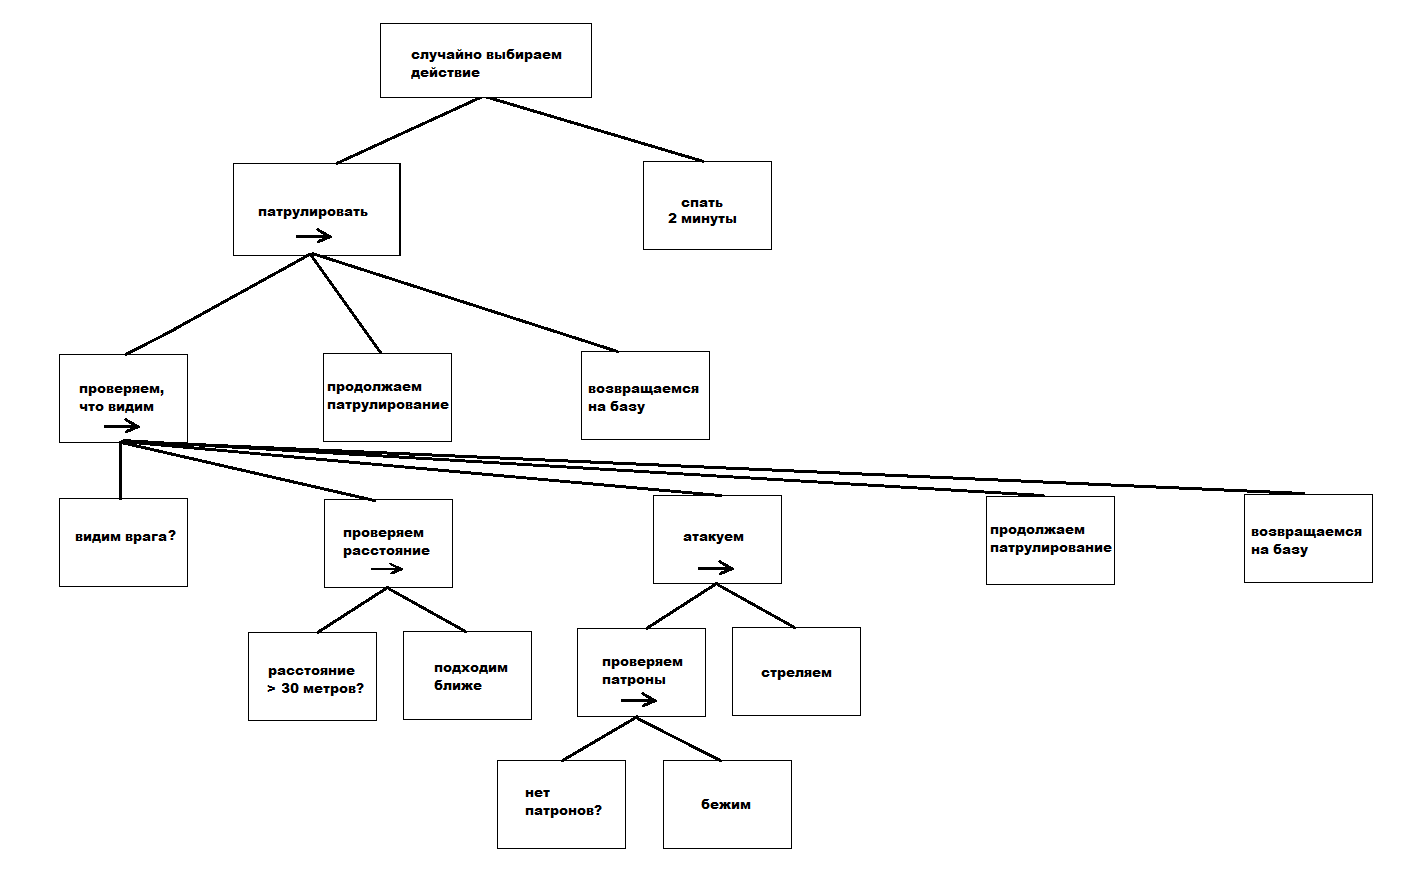 случайно выбираем
действие
патрулировать
спать
2 минуты
проверяем,
что видим
продолжаем
патрулирование
возвращаемся
на базу
видим врага?
проверяем
расстояние
атакуем
продолжаем
патрулирование
возвращаемся
на базу
расстояние
> 30 метров?
подходим
ближе
проверяем
патроны
стреляем
нет
патронов?
бежим